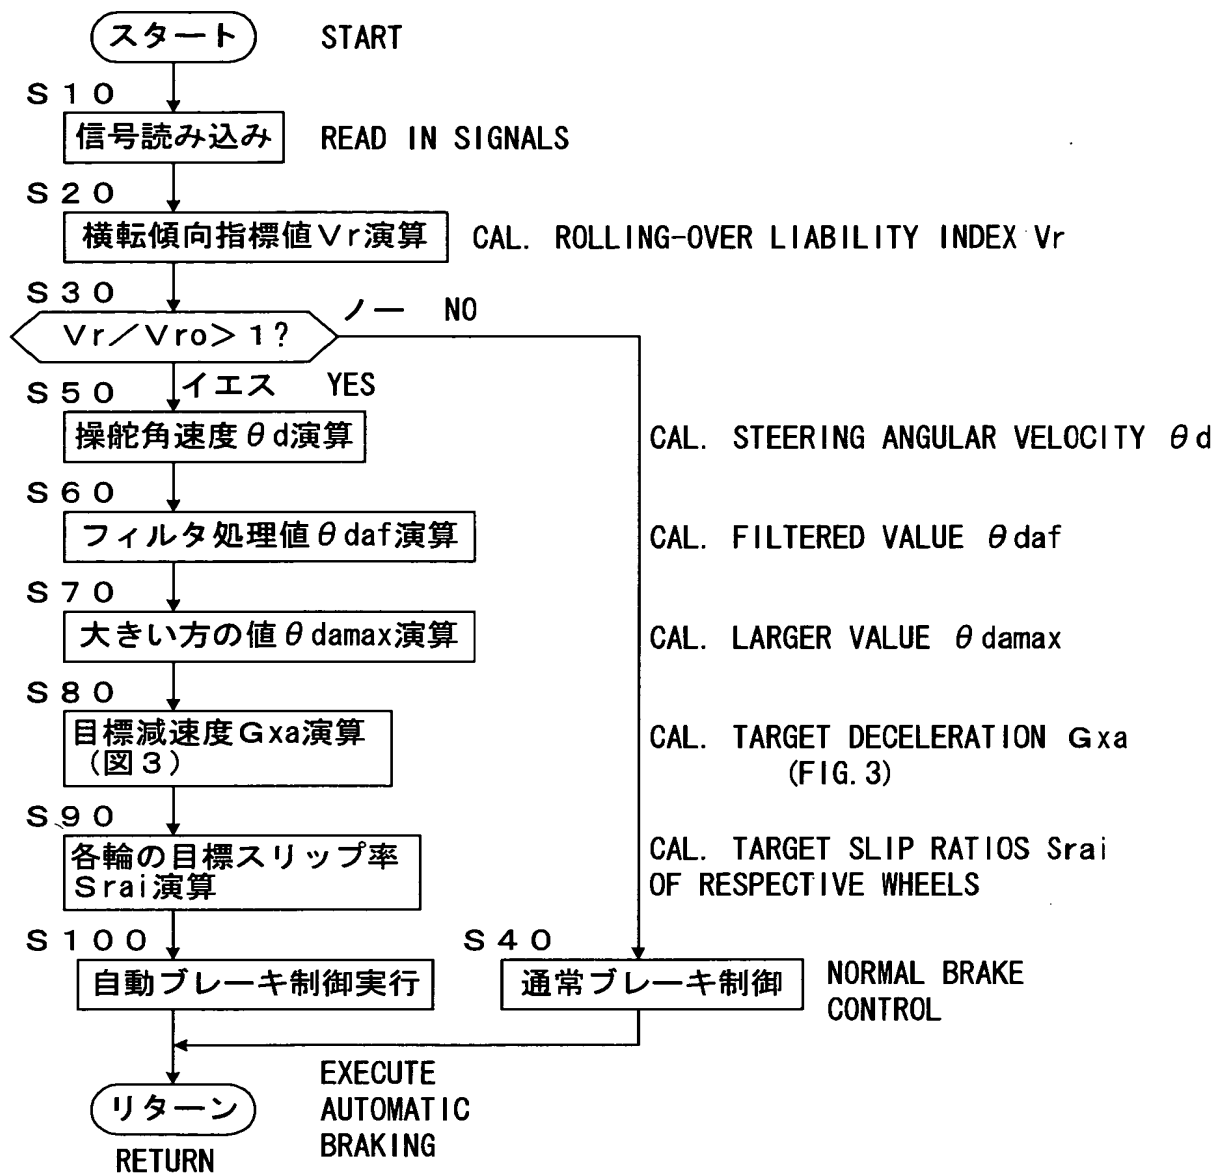 スタート START
S10
信号読み込み READ IN SIGNALS
S20
横転傾向指標値Vr演算 CAL. ROLLING-OVER LIABILITY INDEX Vr
S30
ノー NO
Vr/Vro>1?
イエス YES
S50
操舵角速度θd演算 CAL. STEERING ANGULAR VELOCITY θd
S60
フィルタ処理値θdaf演算 CAL. FILTERED VALUE θdaf
S70
大きい方の値θdamax演算 CAL. LARGER VALUE θdamax
S80
目標減速度Gxa演算 CAL. TARGET DECELERATION Gxa
(図3) (FIG.3)
S90
各輪の目標スリップ率 CAL. TARGET SLIP RATIOS Srai
Srai演算 OF RESPECTIVE WHEELS
S100 S40
自動ブレーキ制御実行 通常ブレーキ制御 NORMAL BRAKE
CONTROL
EXECUTE
リターン AUTOMATIC
BRAKING
RETURN